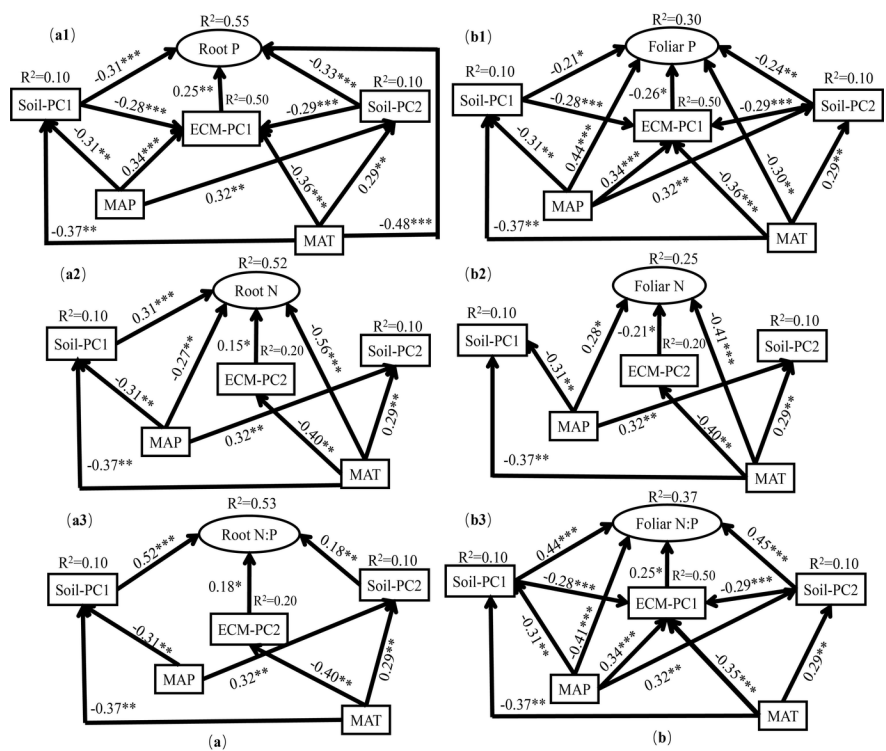 (a1)
R²=0.55
Root P
R²=0.10
Soil-PC1
-0.31***
-0.33***
R²=0.10
Soil-PC2
0.25**
R²=0.50
-0.28***
-0.29***
ECM-PC1
-0.31**
0.34***
MAP
0.32**
-0.36***
0.29**
MAT
-0.37**
-0.48***
(b1)
R²=0.30
Foliar P
R²=0.10
Soil-PC1
-0.21*
-0.24**
R²=0.10
Soil-PC2
-0.26*
R²=0.50
-0.28***
-0.29***
ECM-PC1
-0.31**
0.44***
0.34***
MAP
0.32**
-0.36***
-0.30**
0.29**
MAT
-0.37**
(a2)
R²=0.52
Root N
R²=0.10
Soil-PC1
0.31***
-0.27**
0.15*
R²=0.20
-0.56***
R²=0.10
Soil-PC2
ECM-PC2
-0.31**
MAP
0.32**
-0.40**
0.29**
MAT
-0.37**
(b2)
R²=0.25
Foliar N
R²=0.10
Soil-PC1
0.28*
-0.21*
R²=0.20
-0.41***
R²=0.10
Soil-PC2
ECM-PC2
-0.31**
MAP
0.32**
-0.40**
0.29**
MAT
-0.37**
(a3)
R²=0.53
Root N:P
R²=0.10
Soil-PC1
0.52***
0.18**
R²=0.10
Soil-PC2
0.18*
R²=0.20
ECM-PC2
-0.31**
MAP
0.32**
-0.40**
0.29**
MAT
-0.37**
(a)
(b3)
R²=0.37
Foliar N:P
R²=0.10
Soil-PC1
0.44***
0.45***
R²=0.10
Soil-PC2
0.25*
R²=0.50
-0.28***
-0.29***
ECM-PC1
-0.31**
-0.41***
0.34***
MAP
0.32**
-0.35***
0.29**
MAT
-0.37**
(b)